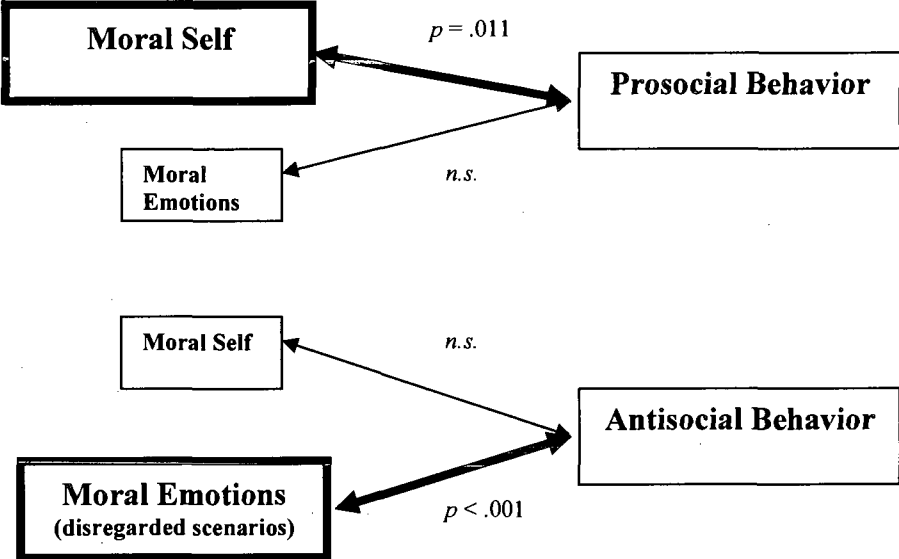 Moral Self
p = .011
Prosocial Behavior
Moral
Emotions
n.s.
Moral Self
n.s.
Antisocial Behavior
Moral Emotions
(disregarded scenarios)
p < .001